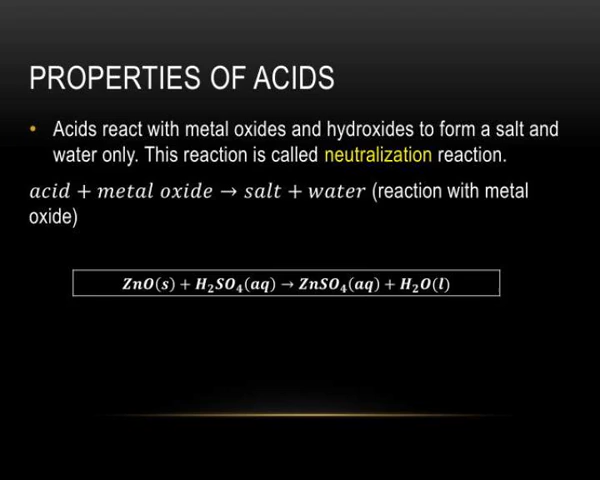 PROPERTIES OF ACIDS
• Acids react with metal oxides and hydroxides to form a salt and
water only. This reaction is called neutralization reaction.
acid + metal oxide → salt + water (reaction with metal
oxide)
ZnO(s) + H₂SO₄(aq) → ZnSO₄(aq) + H₂O(l)